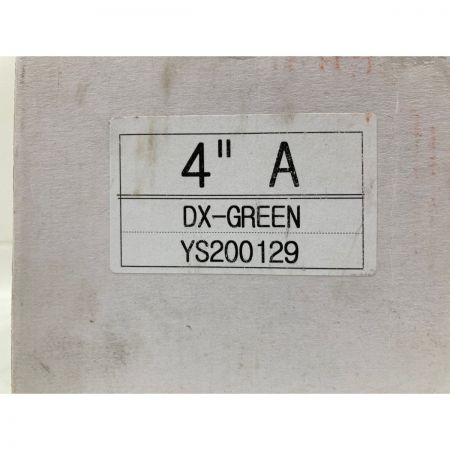 4" A
DX-GREEN
YS200129